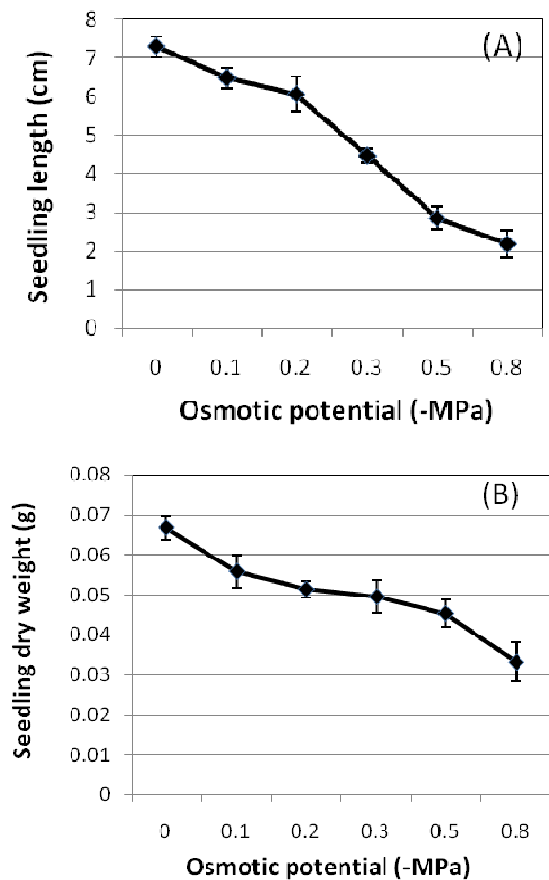 (A)
Seedling length (cm)
8
7
6
5
4
3
2
1
0
0 0.1 0.2 0.3 0.5 0.8
Osmotic potential (-MPa)
(B)
Seedling dry weight (g)
0.08
0.07
0.06
0.05
0.04
0.03
0.02
0.01
0
0 0.1 0.2 0.3 0.5 0.8
Osmotic potential (-MPa)